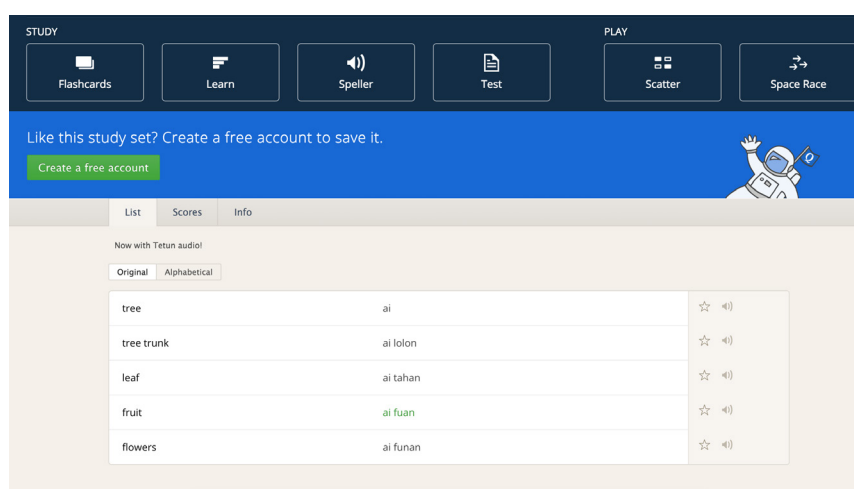 STUDY
PLAY
Flashcards
Learn
Speller
Test
Scatter
Space Race
Like this study set? Create a free account to save it.
Create a free account
Q
List Scores Info
Now with Tetun audio!
Original Alphabetical
tree ai
tree trunk ai lolon
leaf ai tahan
fruit ai fuan
flowers ai funan